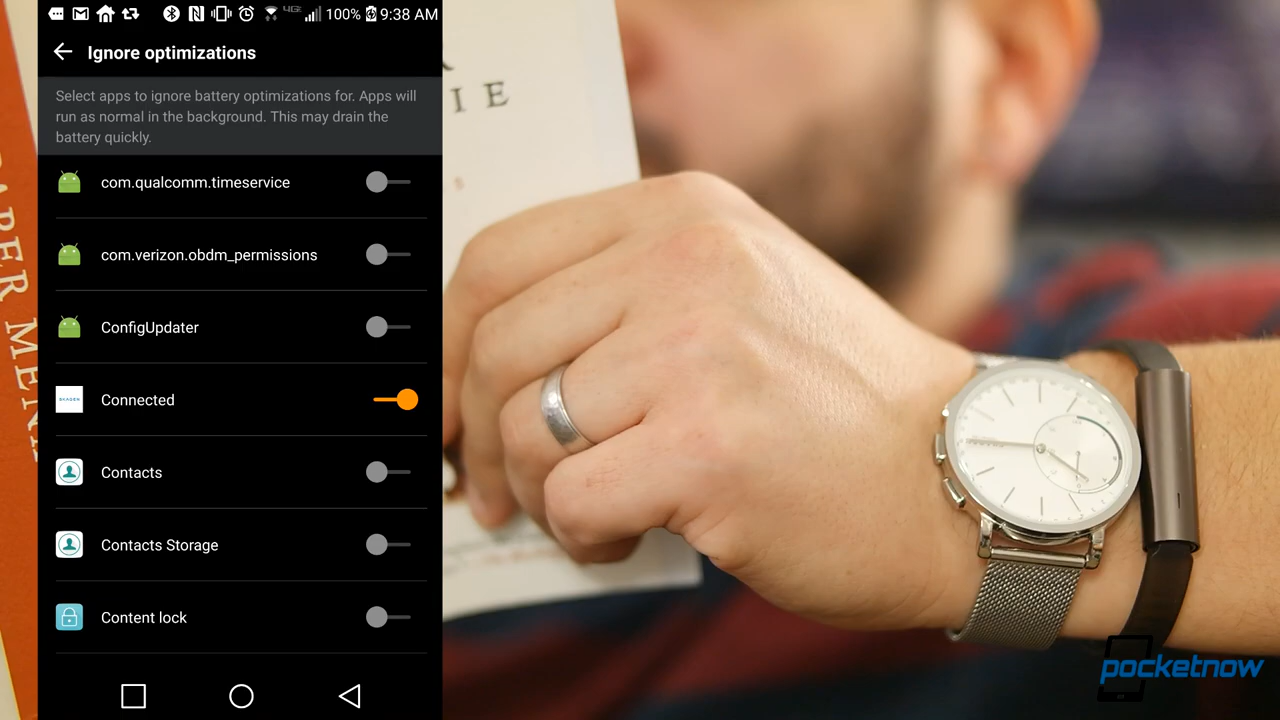 100% 9:38 AM
Ignore optimizations
Select apps to ignore battery optimizations for. Apps will
run as normal in the background. This may drain the
battery quickly.
com.qualcomm.timeservice
com.verizon.obdm_permissions
ConfigUpdater
SKAGEN
Connected
Contacts
Contacts Storage
Content lock
IE
pocketnow